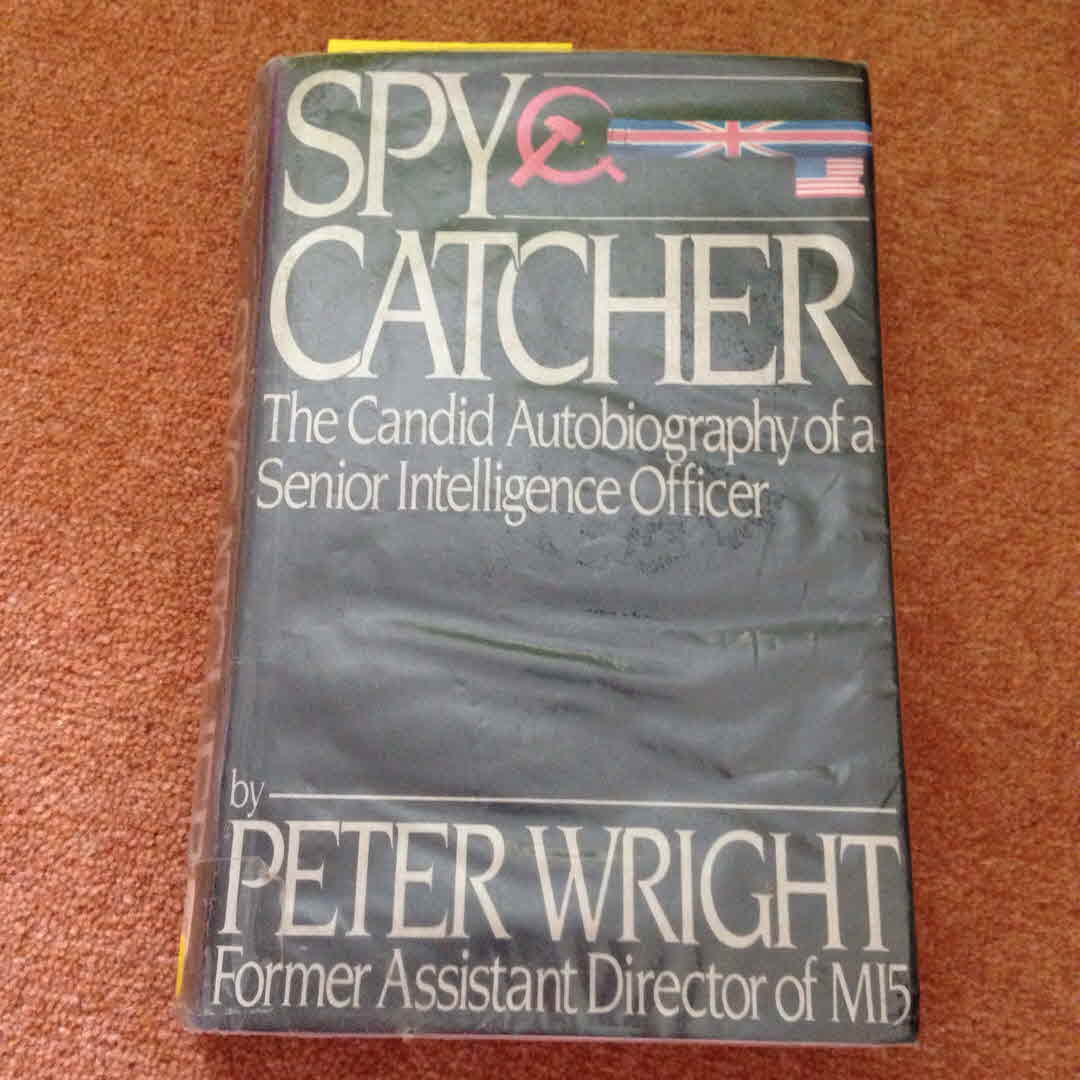 SPY
CATCHER
The Candid Autobiography of a
Senior Intelligence Officer
by
PETER WRIGHT
Former Assistant Director of MI5